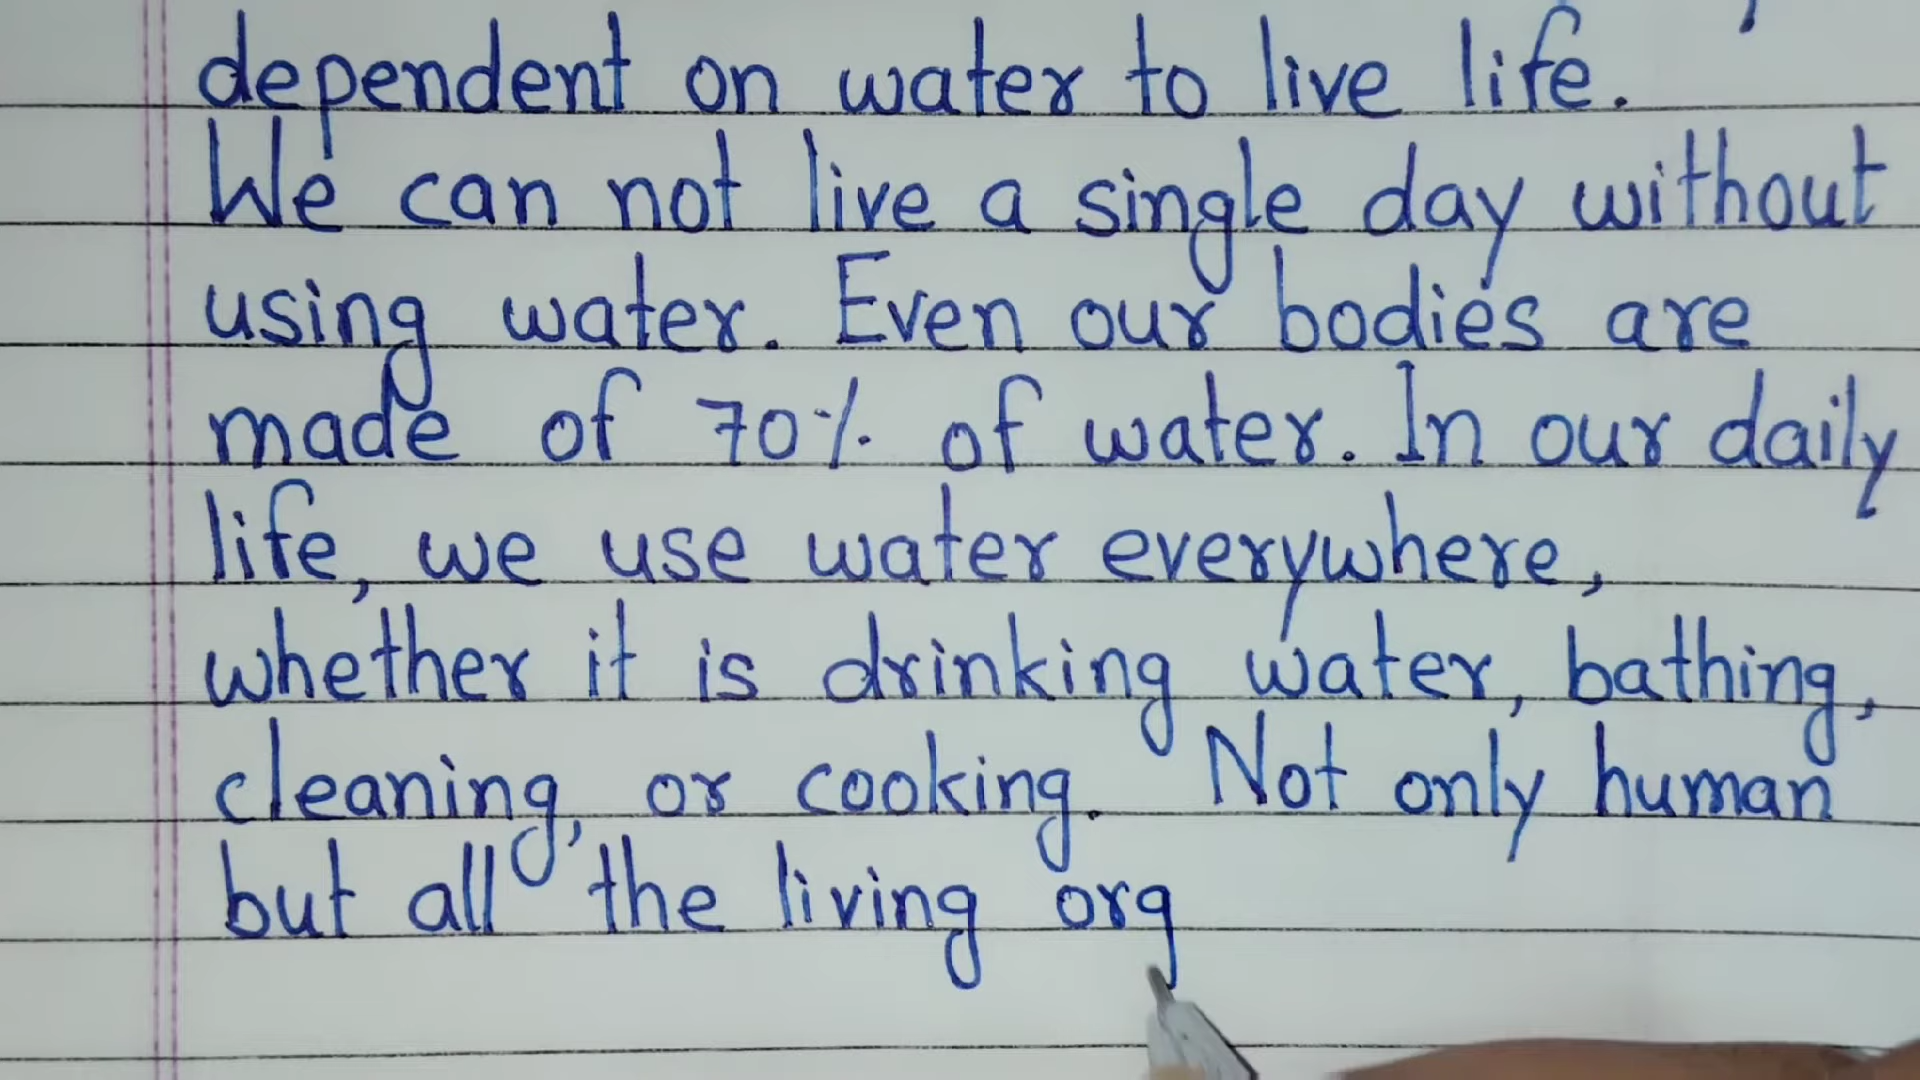 dependent on water to live life.
We can not live a single day without
using water. Even our bodies are
made of 70% of water. In our daily
life, we use water everywhere,
whether it is drinking water, bathing,
cleaning, or cooking. Not only human
but all the living org